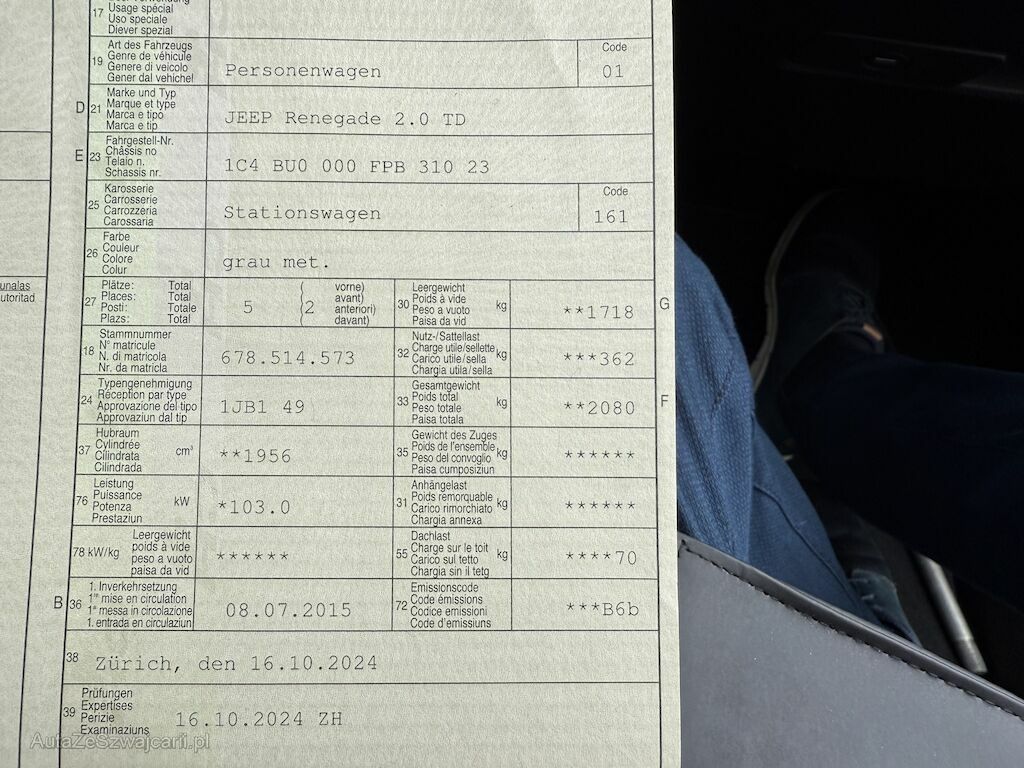 17 Usage spécial
Uso speciale
Diever spezial
19 Art des Fahrzeugs
Genre de véhicule
Genere di veicolo
Gener dal vehichel
Personenwagen
Code
01
D 21 Marke und Typ
Marque et type
Marca e tipo
Marca e tip
JEEP Renegade 2.0 TD
E 23 Fahrgestell-Nr.
Châssis no
Telaio n.
Schassis nr.
1C4 BU0 000 FPB 310 23
25 Karosserie
Carrosserie
Carrozzeria
Carossaria
Stationswagen
Code
161
26 Farbe
Couleur
Colore
Colur
grau met.
unalas
utoritad
27 Plätze: Total
Places: Total
Posti: Totale
Plazs: Total
5
( vorne)
( avant)
( anteriori)
( davant)
2
30 Leergewicht
Poids à vide
Peso a vuoto
Paisa da vid
kg
**1718
G
18 Stammnummer
N° matricule
N. di matricola
Nr. da matricla
678.514.573
32 Nutz-/Sattellast
Charge utile/sellette
Carico utile/sella
Chargia utila/sella
kg
***362
24 Typengenehmigung
Réception par type
Approvazione del tipo
Approvaziun dal tip
1JB1 49
33 Gesamtgewicht
Poids total
Peso totale
Paisa totala
kg
**2080
F
37 Hubraum
Cylindrée
Cilindrata
Cilindrada
cm³
**1956
35 Gewicht des Zuges
Poids de l'ensemble
Peso del convoglio
Paisa cumposiziun
kg
******
76 Leistung
Puissance
Potenza
Prestaziun
kW
*103.0
31 Anhängelast
Poids remorquable
Carico rimorchiato
Chargia annexa
kg
******
78 kW/kg
Leergewicht
poids à vide
peso a vuoto
paisa da vid
******
55 Dachlast
Charge sur le toit
Carico sul tetto
Chargia sin il tetg
kg
****70
B 36 1. Inverkehrsetzung
1re mise en circulation
1a messa in circolazione
1. entrada en circulaziun
08.07.2015
72 Emissionscode
Code émissions
Codice emissioni
Code d'emissiuns
***B6b
38 Zürich, den 16.10.2024
39 Prüfungen
Expertises
Perizie
Examinaziuns
16.10.2024 ZH
AutaZeSzwajcarii.pl